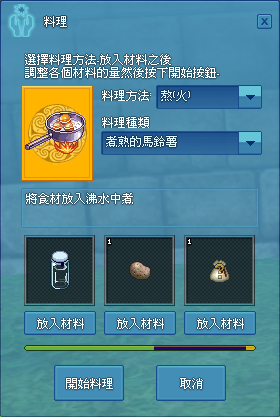 料理
選擇料理方法.放入材料之後
調整各個材料的量然後按下開始按鈕.
料理方法: 熬(火)
料理種類
煮熟的馬鈴薯
將食材放入沸水中煮
1
1
放入材料
放入材料
放入材料
開始料理
取消